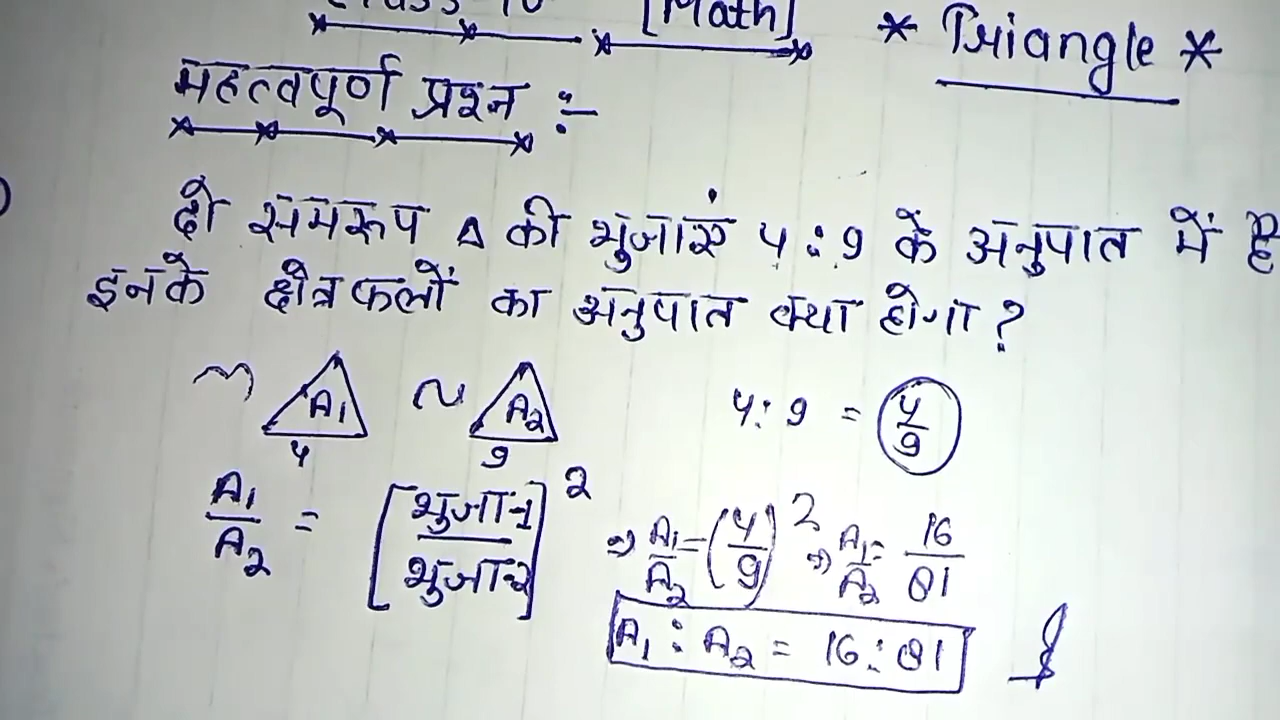 Class 10 [Math] * Triangle *
महत्वपूर्ण प्रश्न :-
दो समरूप Δ की भुजाएं 4 : 9 के अनुपात में है
इनके क्षेत्रफलों का अनुपात क्या होगा ?
A1 A2 4 : 9 = 4/9
4 9
A1/A2 = [भुजा-1/भुजा-2]² ⇒ A1/A2 = (4/9)² ⇒ A1/A2 = 16/81
A1 : A2 = 16 : 81